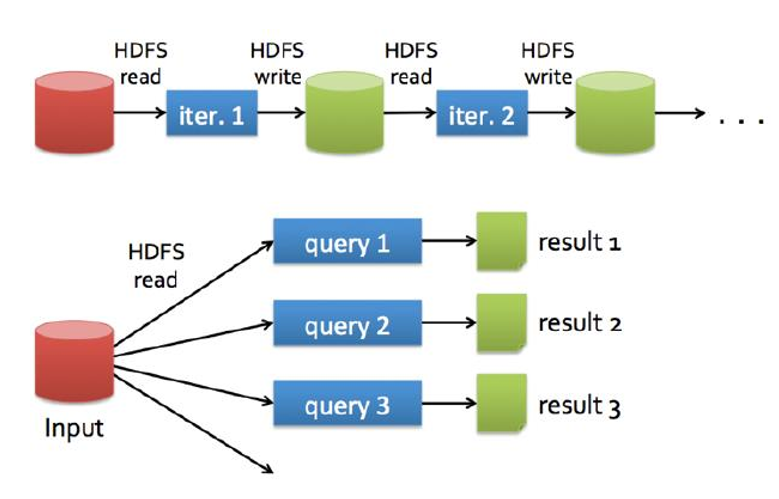 HDFS
read
HDFS
write
HDFS
read
HDFS
write
iter. 1
iter. 2
. . .
HDFS
read
query 1
result 1
query 2
result 2
query 3
result 3
Input